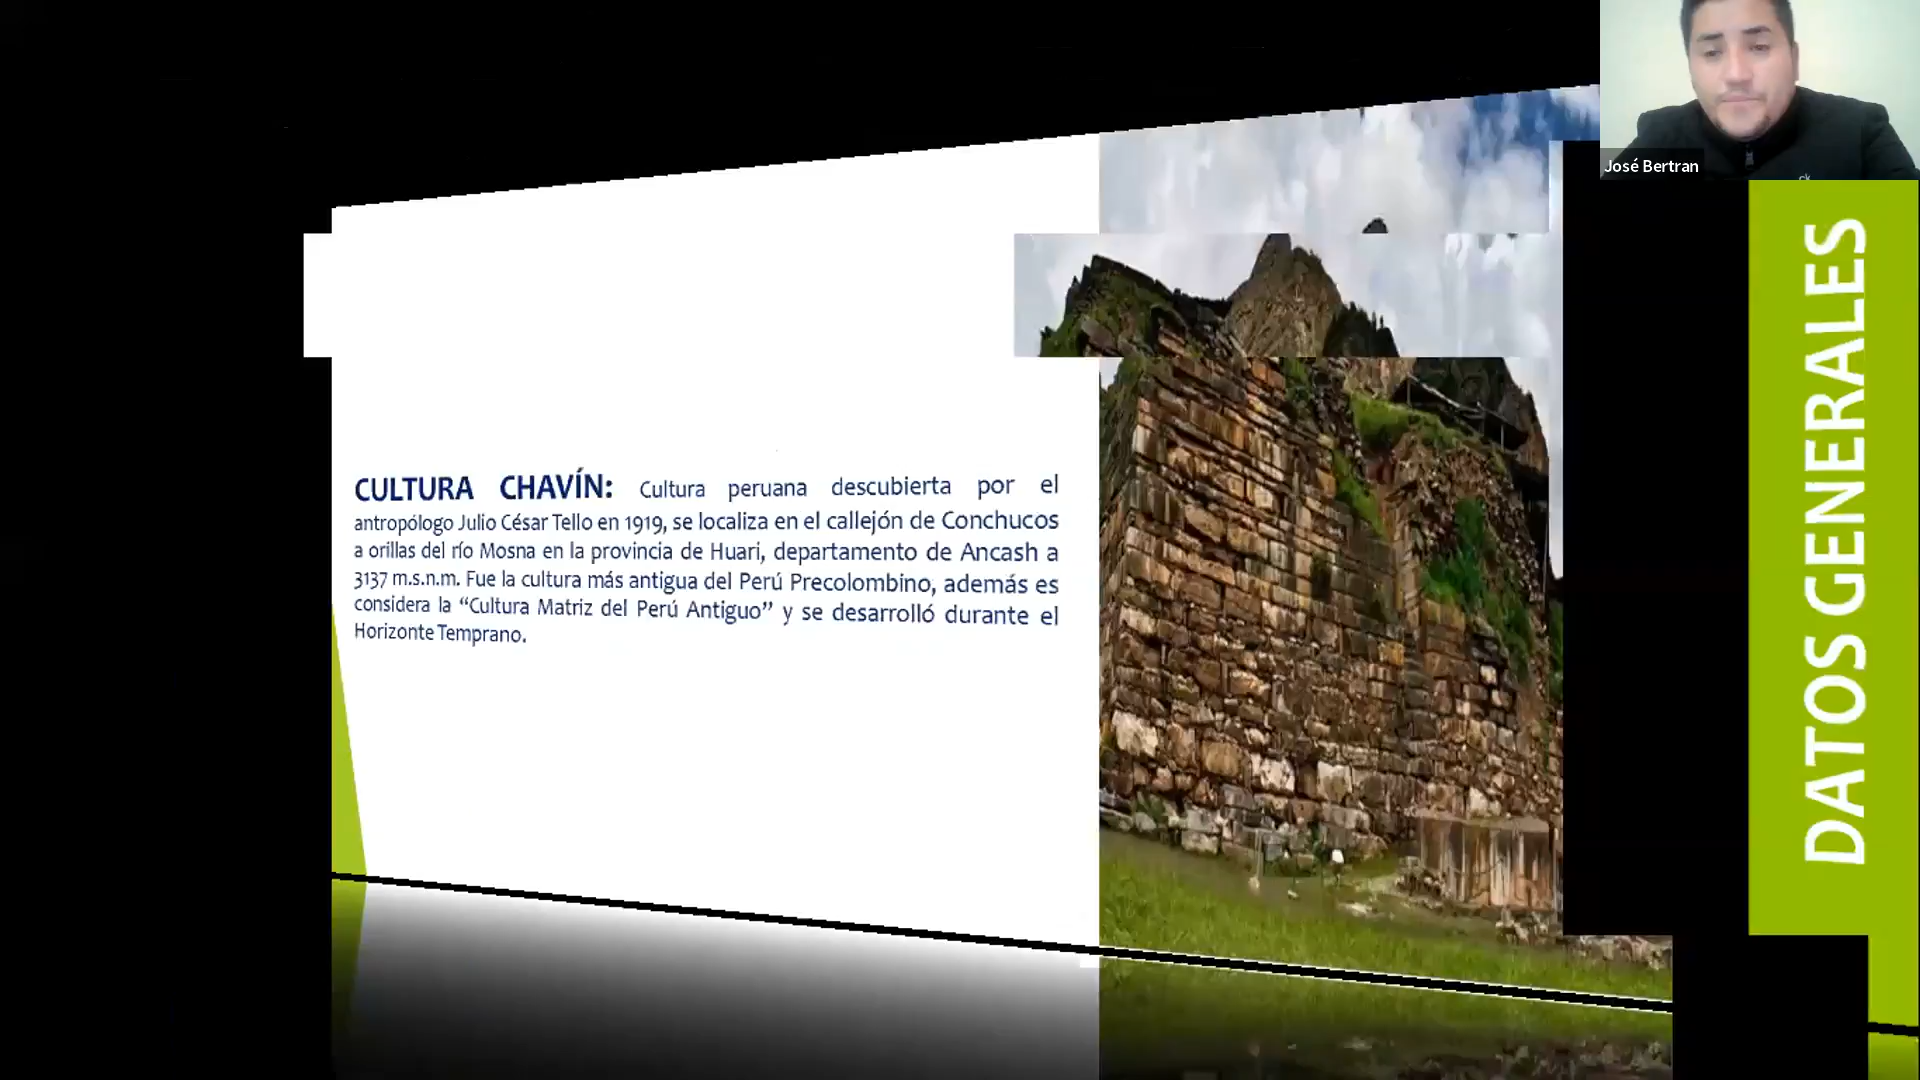 José Bertran
CULTURA CHAVÍN: Cultura peruana descubierta por el
antropólogo Julio César Tello en 1919, se localiza en el callejón de Conchucos
a orillas del río Mosna en la provincia de Huari, departamento de Ancash a
3137 m.s.n.m. Fue la cultura más antigua del Perú Precolombino, además es
considera la “Cultura Matriz del Perú Antiguo” y se desarrolló durante el
Horizonte Temprano.
DATOS GENERALES